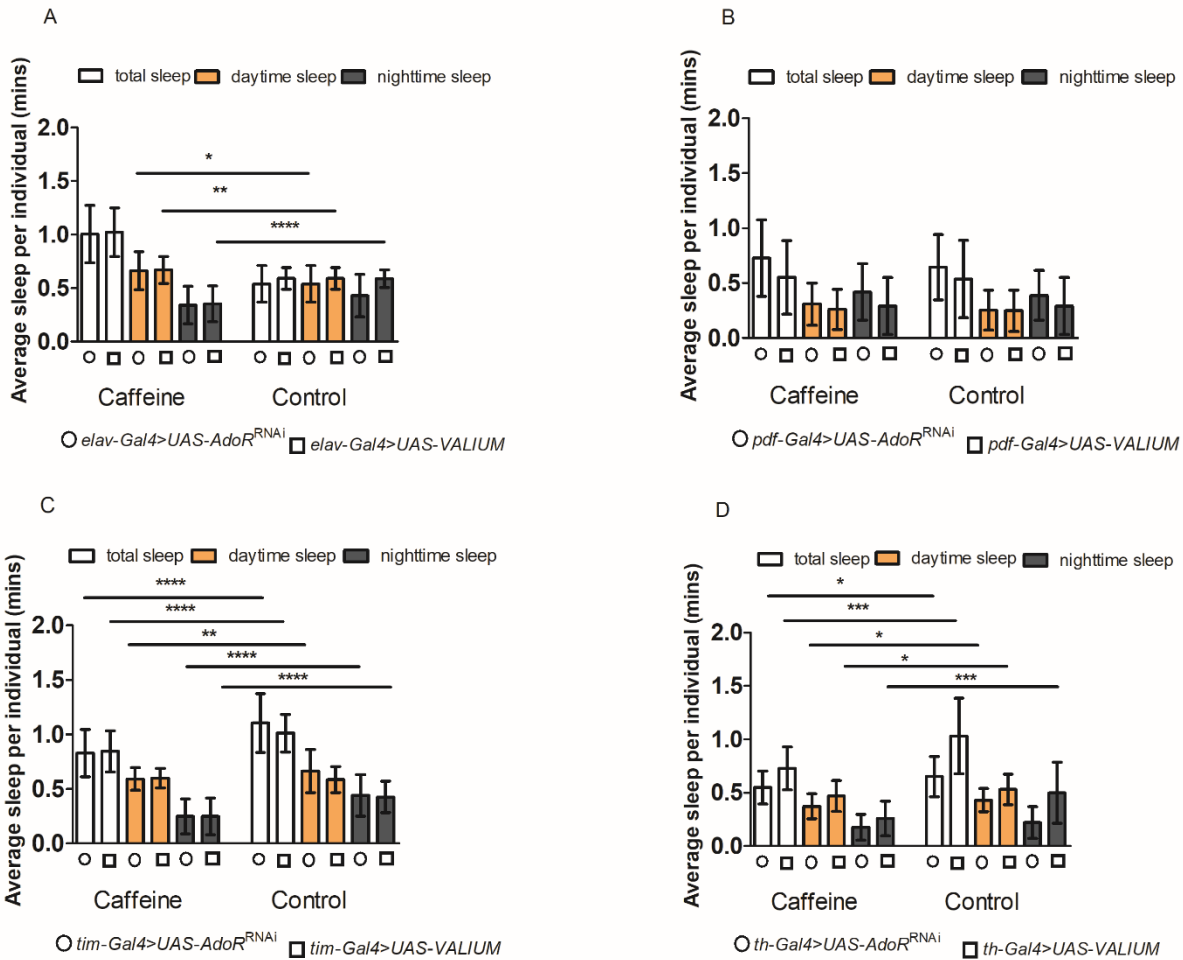 A
total sleep daytime sleep nighttime sleep
Average sleep per individual (mins)
2.0
1.5
1.0
0.5
0.0
*
**
****
Caffeine Control
elav-Gal4>UAS-AdoR^RNAi elav-Gal4>UAS-VALIUM
B
total sleep daytime sleep nighttime sleep
Average sleep per individual (mins)
2.0
1.5
1.0
0.5
0.0
Caffeine Control
pdf-Gal4>UAS-AdoR^RNAi pdf-Gal4>UAS-VALIUM
C
total sleep daytime sleep nighttime sleep
Average sleep per individual (mins)
2.0
1.5
1.0
0.5
0.0
****
****
**
****
****
Caffeine Control
tim-Gal4>UAS-AdoR^RNAi tim-Gal4>UAS-VALIUM
D
total sleep daytime sleep nighttime sleep
Average sleep per individual (mins)
2.0
1.5
1.0
0.5
0.0
*
***
*
*
***
Caffeine Control
th-Gal4>UAS-AdoR^RNAi th-Gal4>UAS-VALIUM